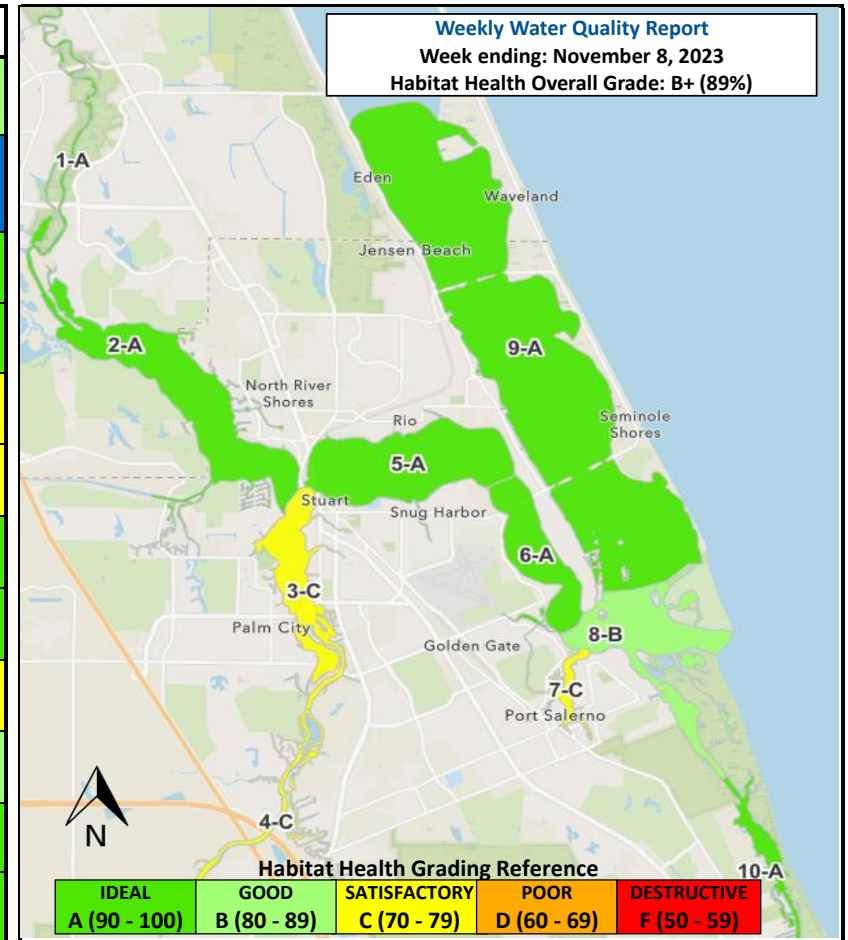 Weekly Water Quality Report
Week ending: November 8, 2023
Habitat Health Overall Grade: B+ (89%)
1-A
Eden
Waveland
Jensen Beach
2-A
9-A
North River
Shores
Rio
Seminole
Shores
5-A
Stuart
Snug Harbor
6-A
3-C
Palm City
8-B
Golden Gate
7-C
Port Salerno
N
4-C
10-A
Habitat Health Grading Reference
IDEAL GOOD SATISFACTORY POOR DESTRUCTIVE
A (90 - 100) B (80 - 89) C (70 - 79) D (60 - 69) F (50 - 59)